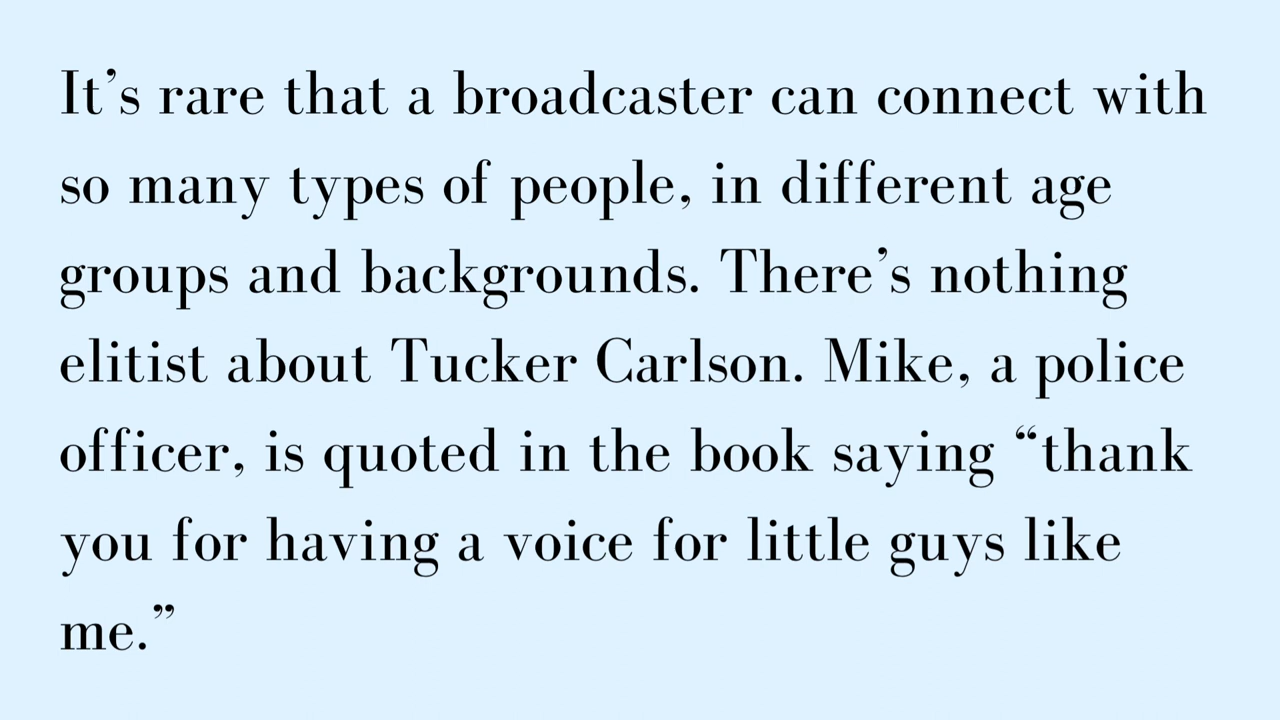 It’s rare that a broadcaster can connect with
so many types of people, in different age
groups and backgrounds. There’s nothing
elitist about Tucker Carlson. Mike, a police
officer, is quoted in the book saying “thank
you for having a voice for little guys like
me.”